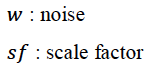 w : noise
sf : scale factor